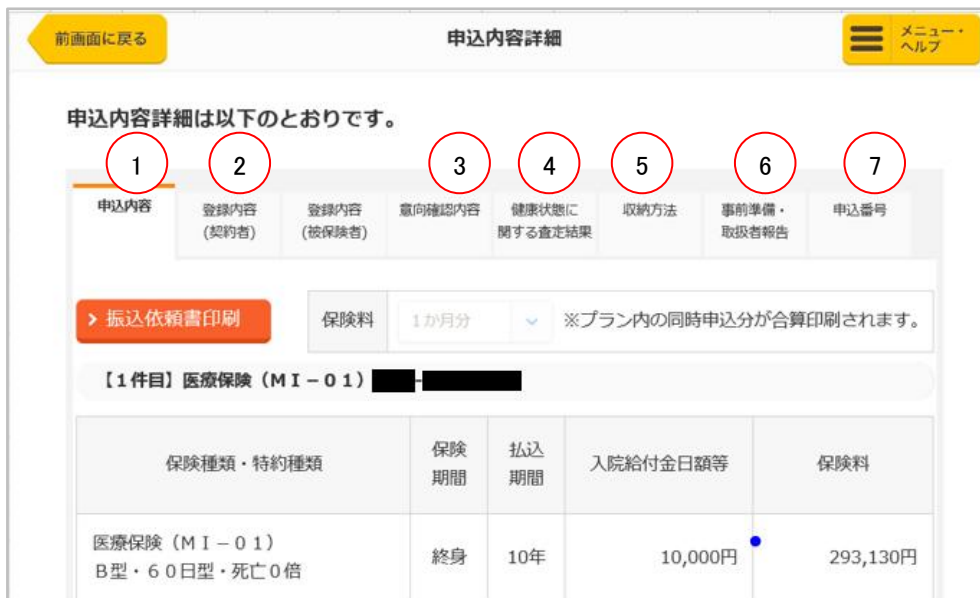 前画面に戻る
申込内容詳細
メニュー・
ヘルプ
申込内容詳細は以下のとおりです。
1
2
3
4
5
6
7
申込内容
登録内容
(契約者)
登録内容
(被保険者)
意向確認内容
健康状態に
関する査定結果
収納方法
事前準備・
取扱者報告
申込番号
> 振込依頼書印刷
保険料
1か月分
※プラン内の同時申込分が合算印刷されます。
【1件目】医療保険（MI－01）
-
保険種類・特約種類
保険
期間
払込
期間
入院給付金日額等
保険料
医療保険（MI－01）
B型・60日型・死亡0倍
終身
10年
10,000円
293,130円